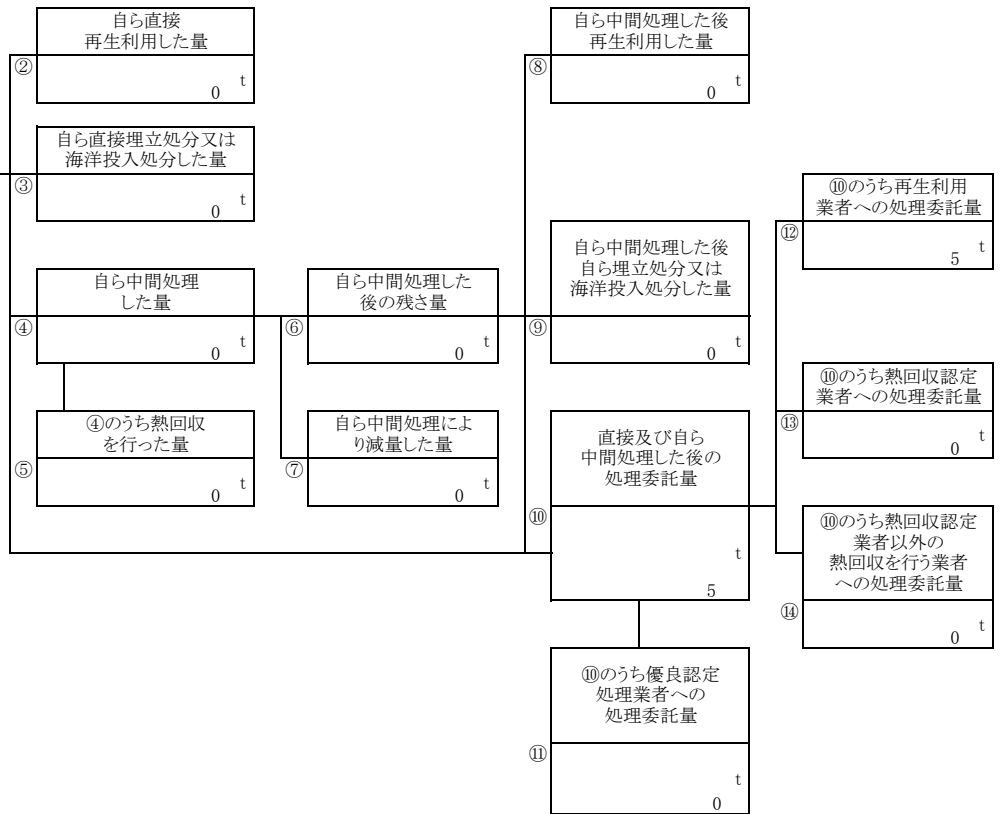 自ら直接
再生利用した量
②
t
0
自ら直接埋立処分又は
海洋投入処分した量
③
t
0
自ら中間処理
した量
④
t
0
④のうち熱回収
を行った量
⑤
t
0
自ら中間処理した
後の残さ量
⑥
t
0
自ら中間処理によ
り減量した量
⑦
t
0
自ら中間処理した後
再生利用した量
⑧
t
0
自ら中間処理した後
自ら埋立処分又は
海洋投入処分した量
⑨
t
0
直接及び自ら
中間処理した後の
処理委託量
⑩
t
5
⑩のうち優良認定
処理業者への
処理委託量
⑪
t
0
⑩のうち再生利用
業者への処理委託量
⑫
t
5
⑩のうち熱回収認定
業者への処理委託量
⑬
t
0
⑩のうち熱回収認定
業者以外の
熱回収を行う業者
への処理委託量
⑭
t
0